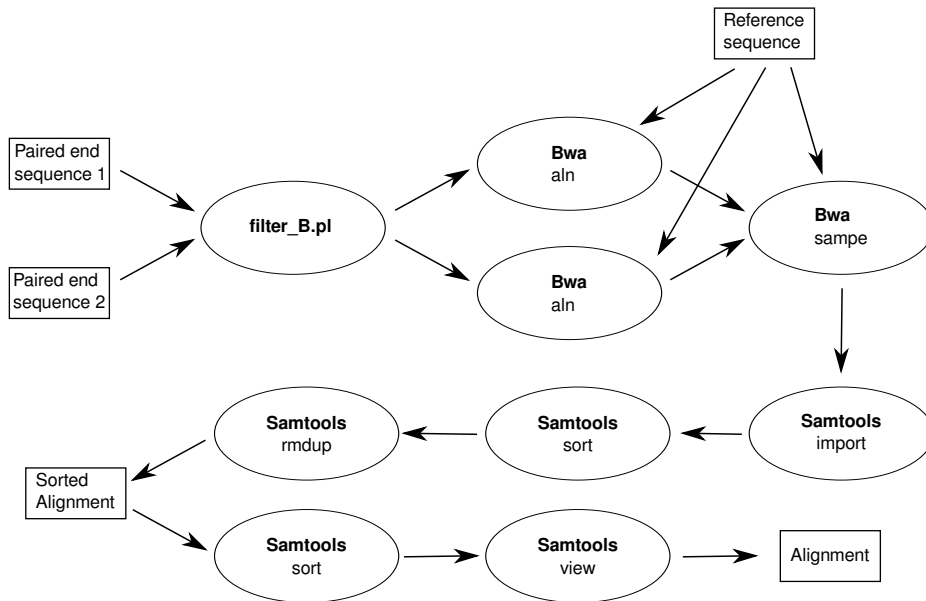 Reference
sequence
Paired end
sequence 1
Bwa
aln
filter_B.pl
Bwa
sampe
Paired end
sequence 2
Bwa
aln
Samtools
rmdup
Samtools
sort
Samtools
import
Sorted
Alignment
Samtools
sort
Samtools
view
Alignment